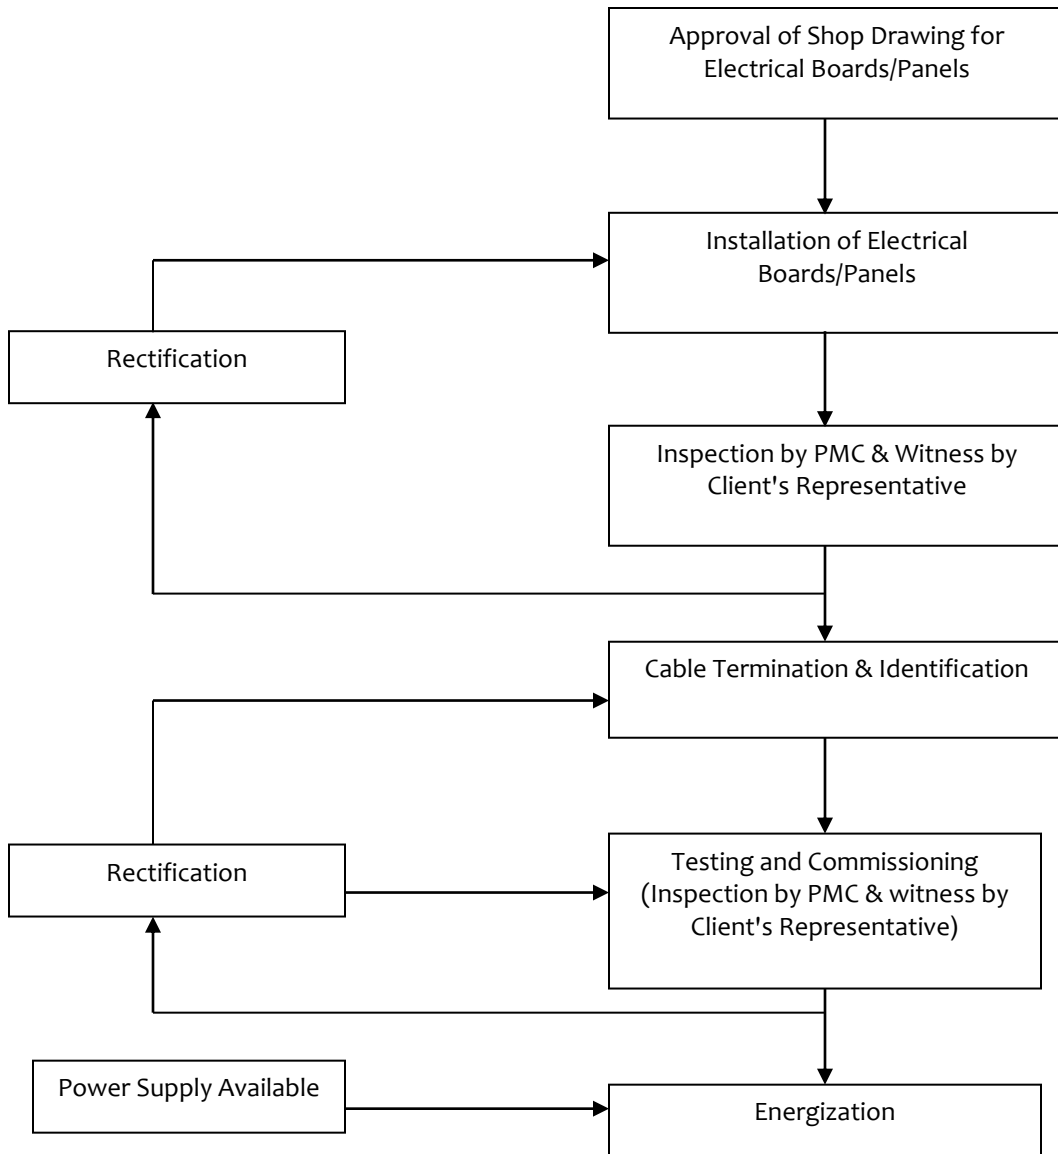 Approval of Shop Drawing for
Electrical Boards/Panels
Installation of Electrical
Boards/Panels
Rectification
Inspection by PMC & Witness by
Client's Representative
Cable Termination & Identification
Rectification
Testing and Commissioning
(Inspection by PMC & witness by
Client's Representative)
Power Supply Available
Energization